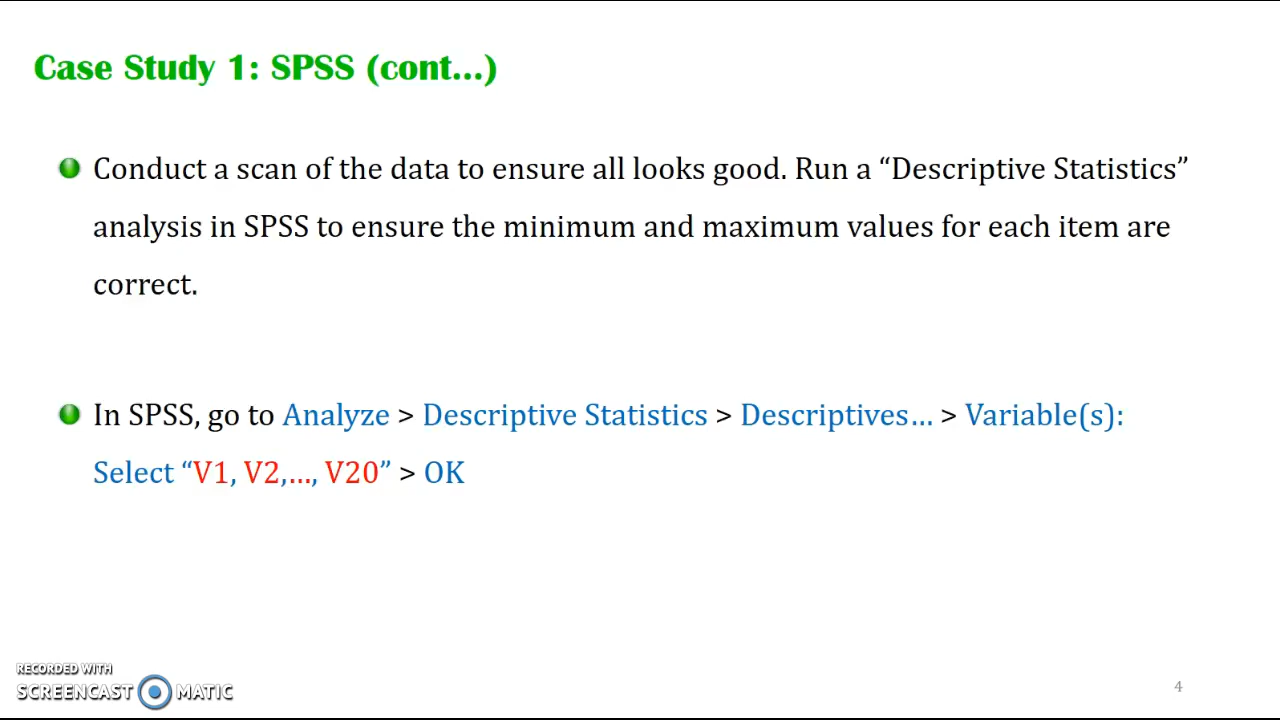 Case Study 1: SPSS (cont...)
Conduct a scan of the data to ensure all looks good. Run a “Descriptive Statistics”
analysis in SPSS to ensure the minimum and maximum values for each item are
correct.
In SPSS, go to Analyze > Descriptive Statistics > Descriptives… > Variable(s):
Select “V1, V2,…, V20” > OK
RECORDED WITH
SCREENCAST MATIC
4